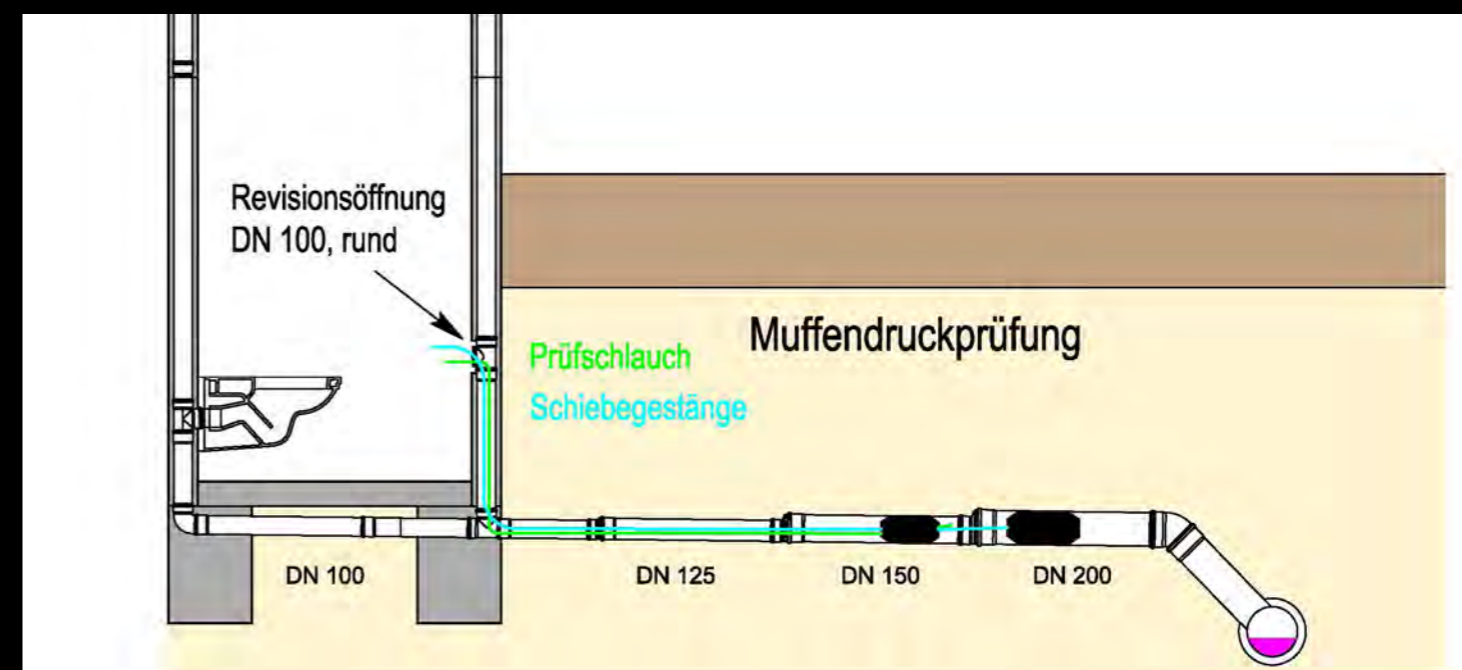 Revisionsöffnung
DN 100, rund
Muffendruckprüfung
Prüfschlauch
Schiebegestänge
DN 100
DN 125
DN 150
DN 200